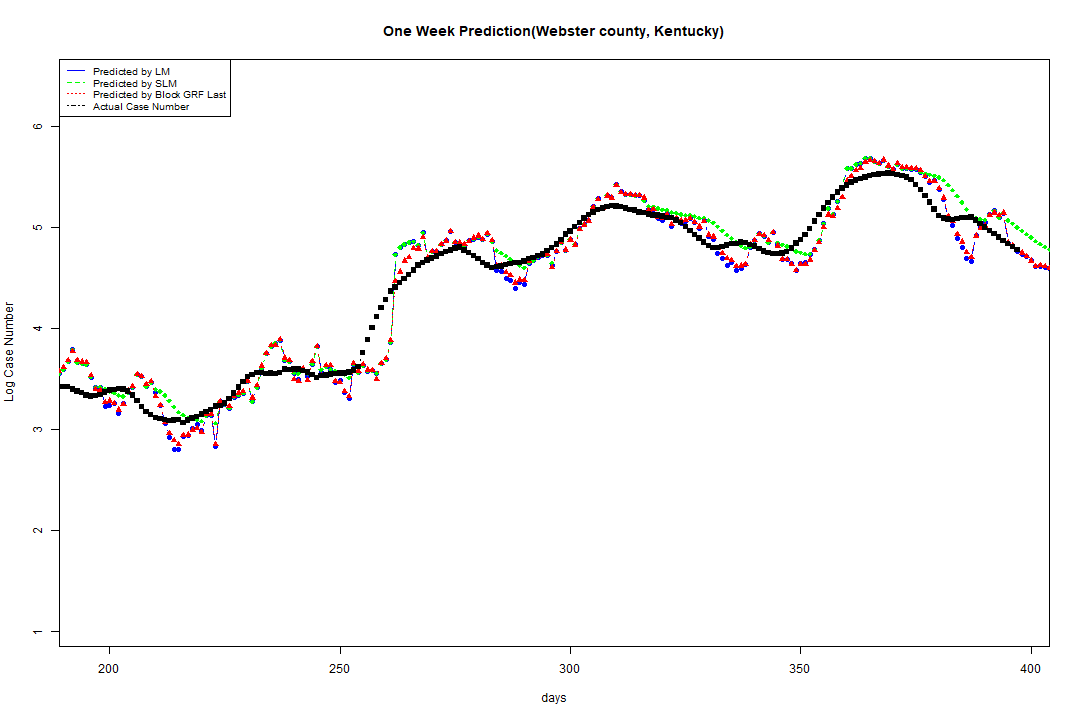 One Week Prediction(Webster county, Kentucky)
Predicted by LM
Predicted by SLM
Predicted by Block GRF Last
Actual Case Number
6
5
4
3
2
1
Log Case Number
200
250
300
350
400
days